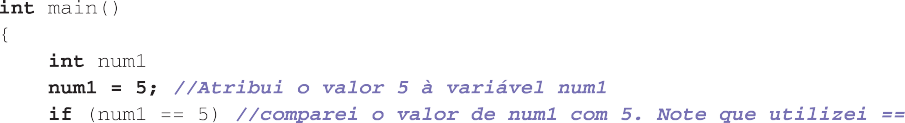 int main()
{
int num1
num1 = 5; //Atribui o valor 5 à variável num1
if (num1 == 5) //comparei o valor de num1 com 5. Note que utilizei ==